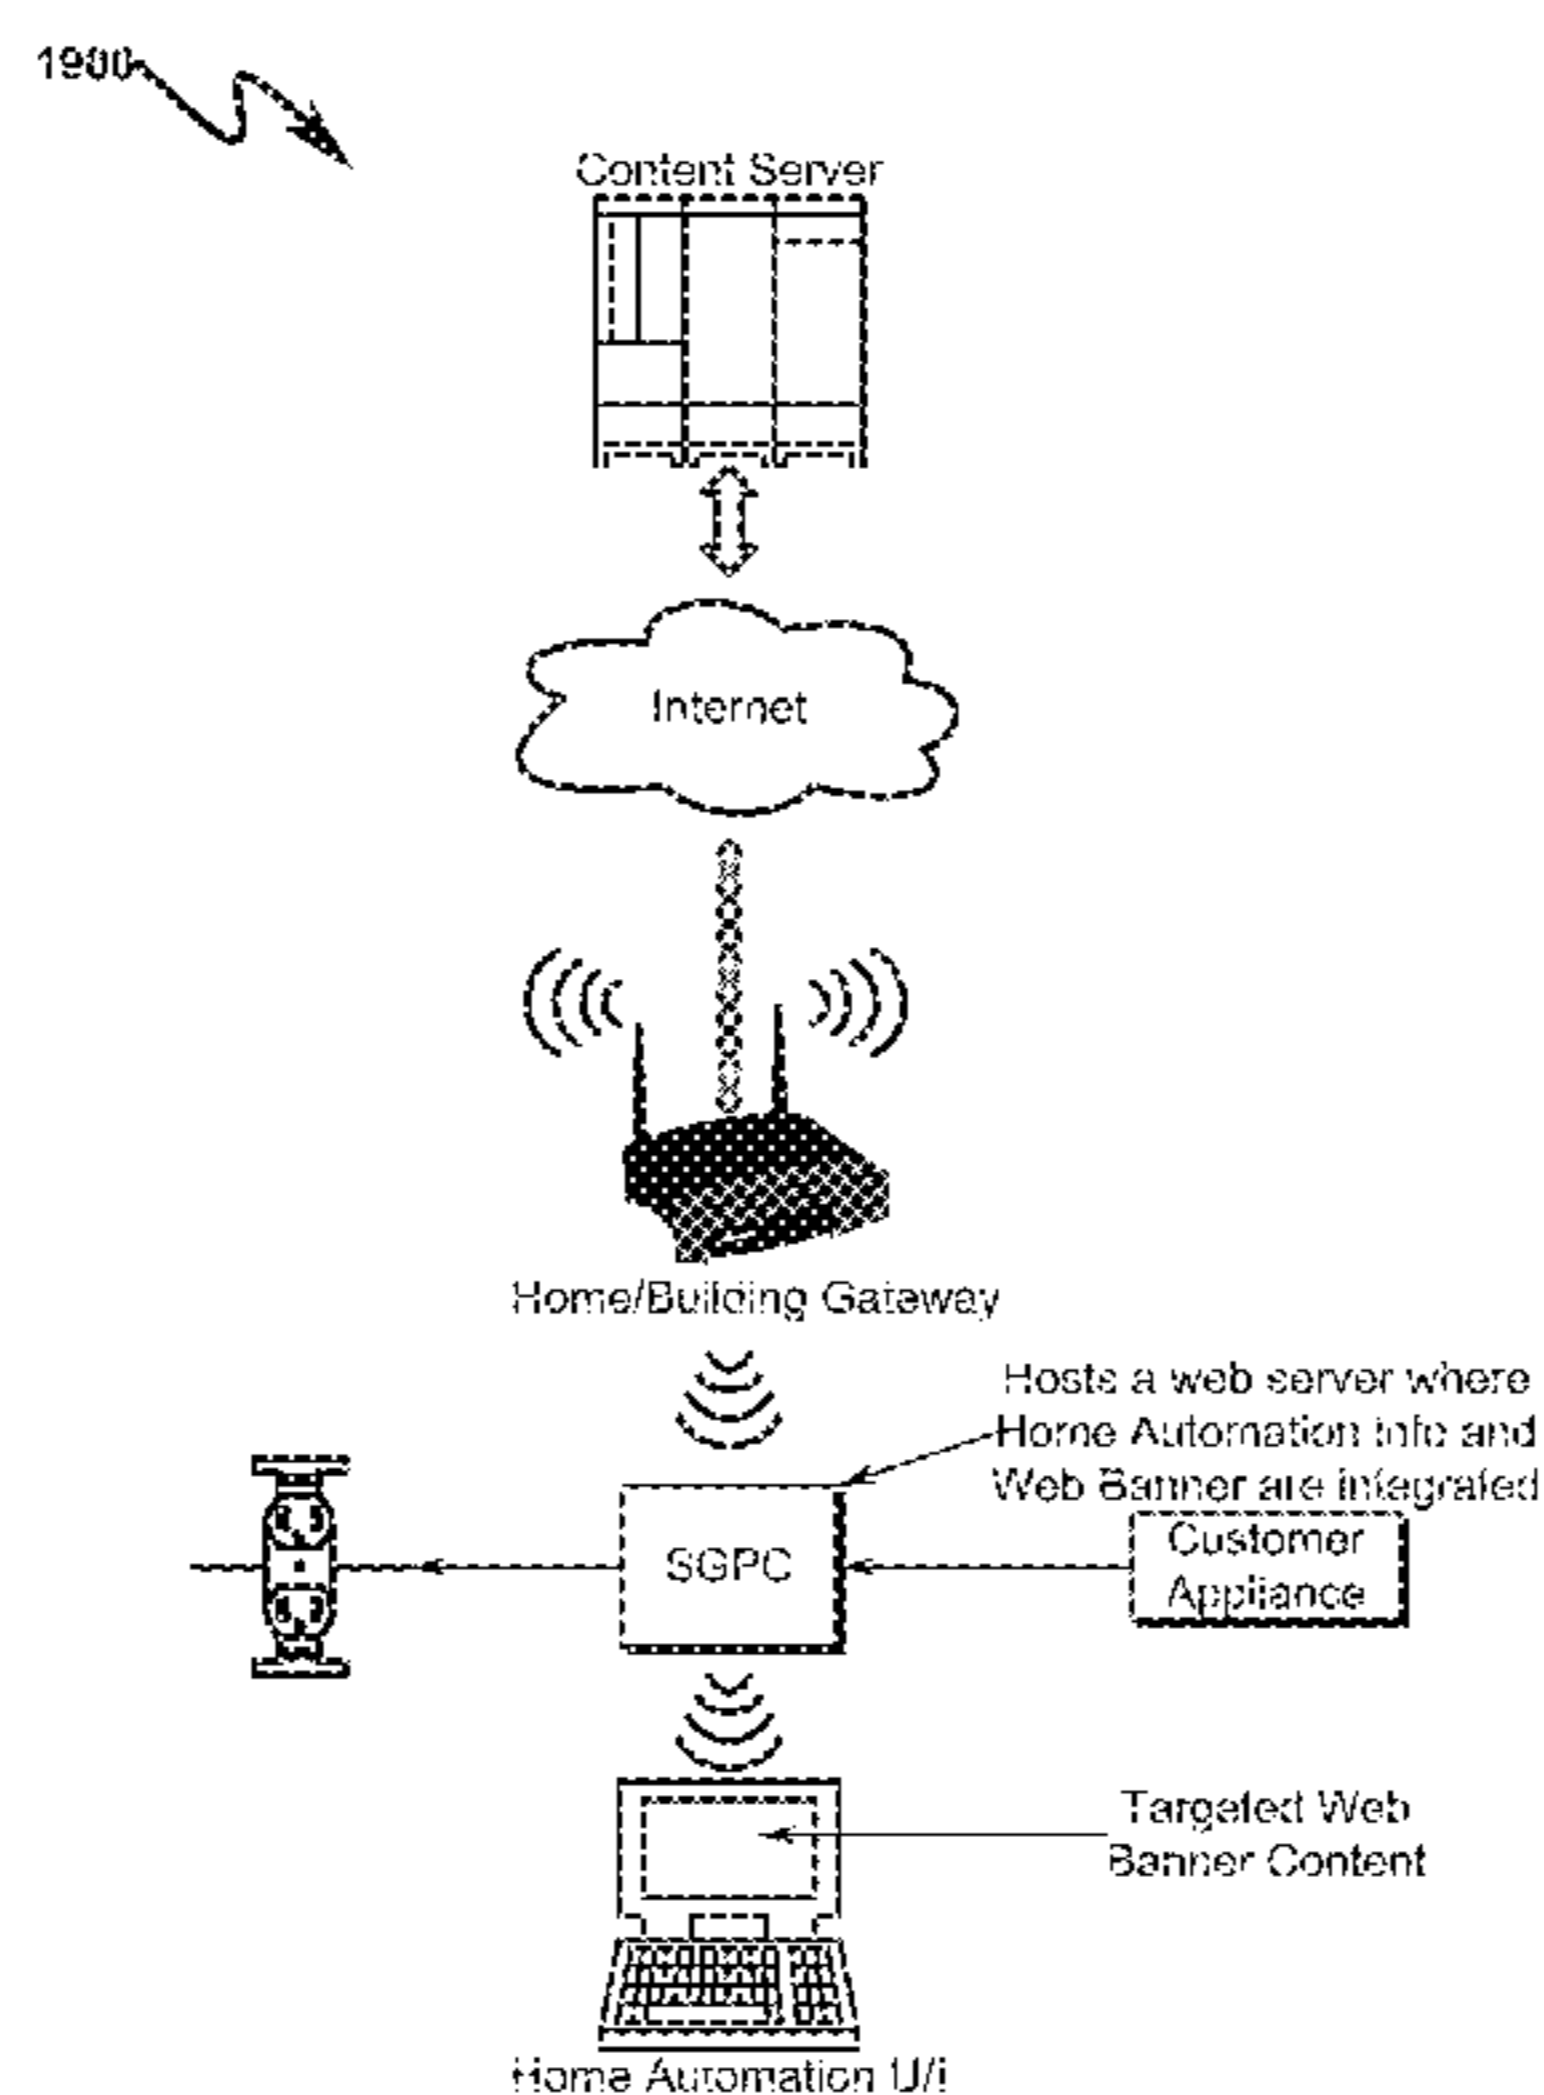 1900
Content Server
Internet
Home/Building Gateway
Hosts a web server where
Home Automation Info and
Web Banner are integrated
Customer
Appliance
SGPC
Targeted Web
Banner Content
Home Automation U/I